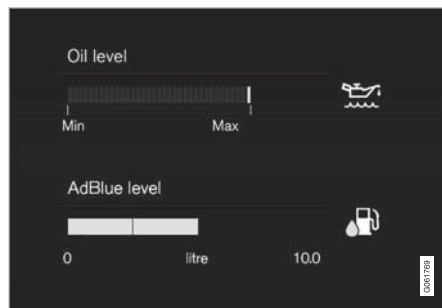 Oil level
Min Max
AdBlue level
0 litre 10.0
G061769